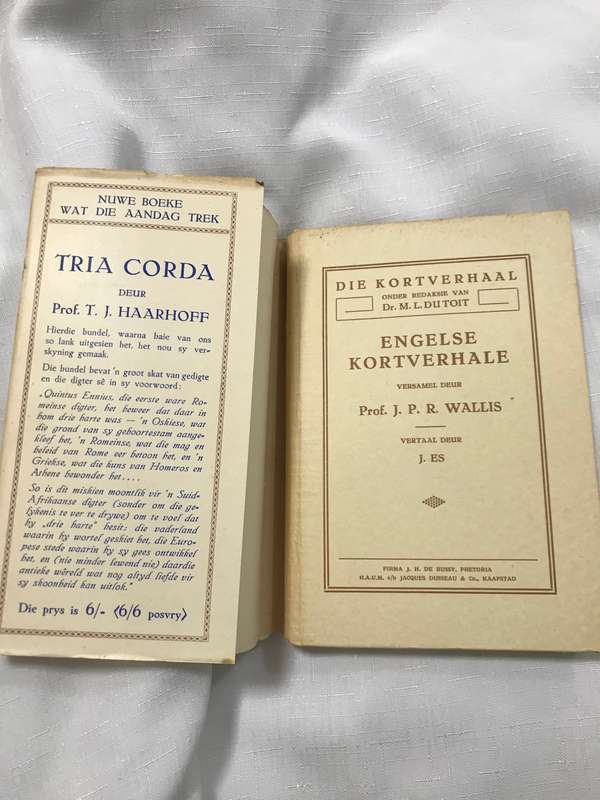 NUWE BOEKE
WAT DIE AANDAG TREK
TRIA CORDA
DEUR
Prof. T. J. HAARHOFF
Hierdie bundel, waarna baie van ons
so lank uitgesien het, het nou sy ver-
skyning gemaak.
Die bundel bevat 'n groot skat van gedigte
en die digter sê in sy voorwoord:
„Quintus Ennius, die eerste ware Ro-
meinse digter, het beweer dat daar in
hom drie harte was — 'n Oskiese, wat
die grond van sy geboortestam aange-
kleef het, 'n Romeinse, wat die mag en
beleid van Rome eer betoon het, en 'n
Griekse, wat die kuns van Homeros en
Athene bewonder het....
So is dit miskien moontlik vir 'n Suid-
Afrikaanse digter (sonder om die ge-
lykenis te ver te drywe) om te voel dat
hy „drie harte" besit: die vaderland
waarin hy wortel geskiet het, die Euro-
pese stede waarin hy sy gees ontwikkel
het, en (nie minder lewend nie) daardie
antieke wêreld wat nog altyd liefde vir
sy skoonheid kan uitlok."
Die prys is 6/- (6/6 posvry)
DIE KORTVERHAAL
ONDER REDAKSIE VAN
Dr. M. L. DU TOIT
ENGELSE
KORTVERHALE
VERSAMEL DEUR
Prof. J. P. R. WALLIS
VERTAAL DEUR
J. ES
FIRMA J. H. DE BUSSY, PRETORIA
H.A.U.M. v/h JACQUES DUSSEAU & Co., KAAPSTAD